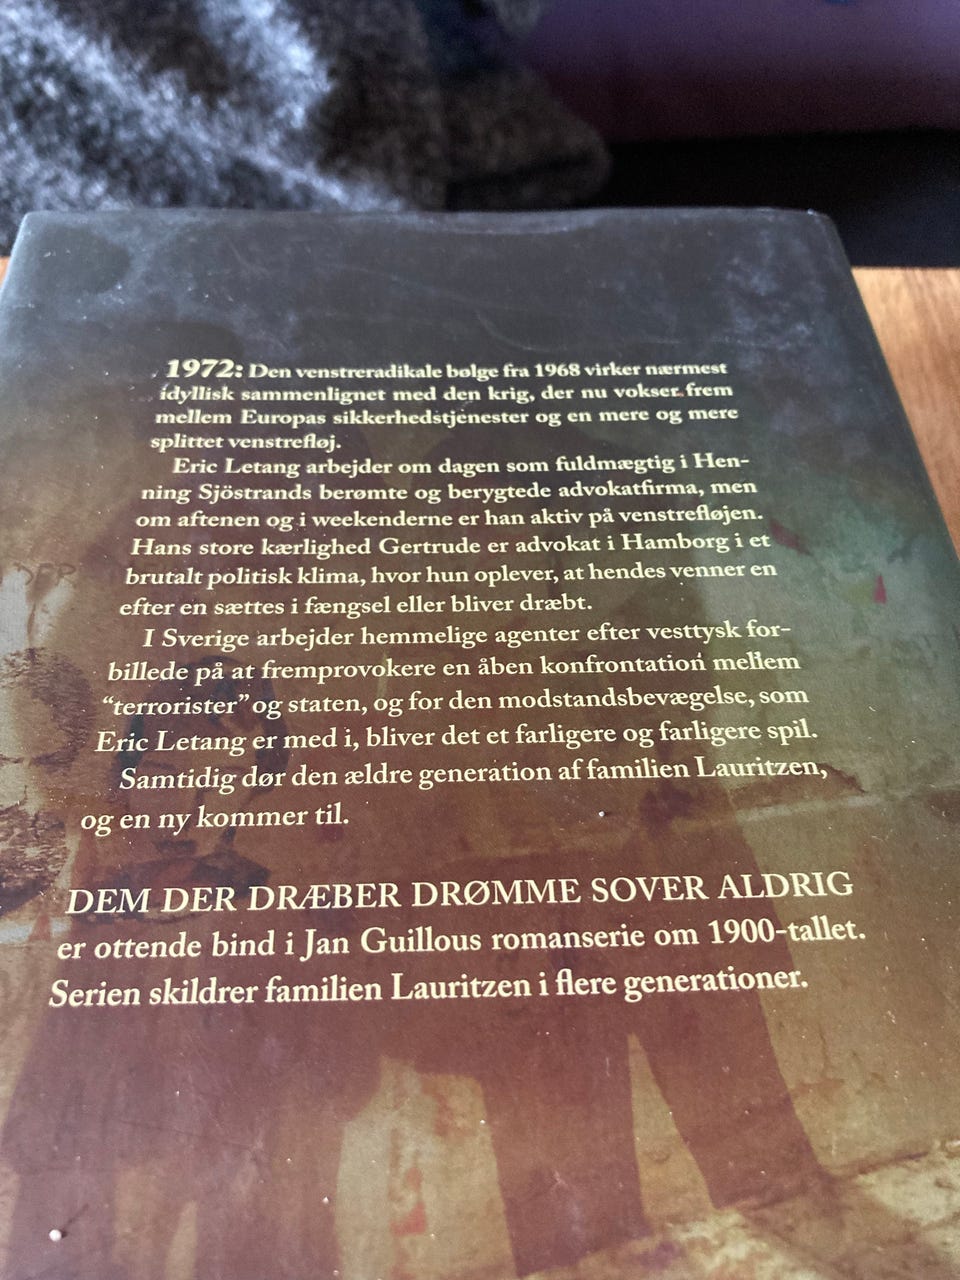 1972: Den venstreradikale bølge fra 1968 virker nærmest
idyllisk sammenlignet med den krig, der nu vokser frem
mellem Europas sikkerhedstjenester og en mere og mere
splittet venstrefløj.
Eric Letang arbejder om dagen som fuldmægtig i Hen-
ning Sjöstrands berømte og berygtede advokatfirma, men
om aftenen og i weekenderne er han aktiv på venstrefløjen.
Hans store kærlighed Gertrude er advokat i Hamborg i et
brutalt politisk klima, hvor hun oplever, at hendes venner en
efter en sættes i fængsel eller bliver dræbt.
I Sverige arbejder hemmelige agenter efter vesttysk for-
billede på at fremprovokere en åben konfrontation mellem
“terrorister” og staten, og for den modstandsbevægelse, som
Eric Letang er med i, bliver det et farligere og farligere spil.
Samtidig dør den ældre generation af familien Lauritzen,
og en ny kommer til.
DEM DER DRÆBER DRØMME SOVER ALDRIG
er ottende bind i Jan Guillous romanserie om 1900-tallet.
Serien skildrer familien Lauritzen i flere generationer.